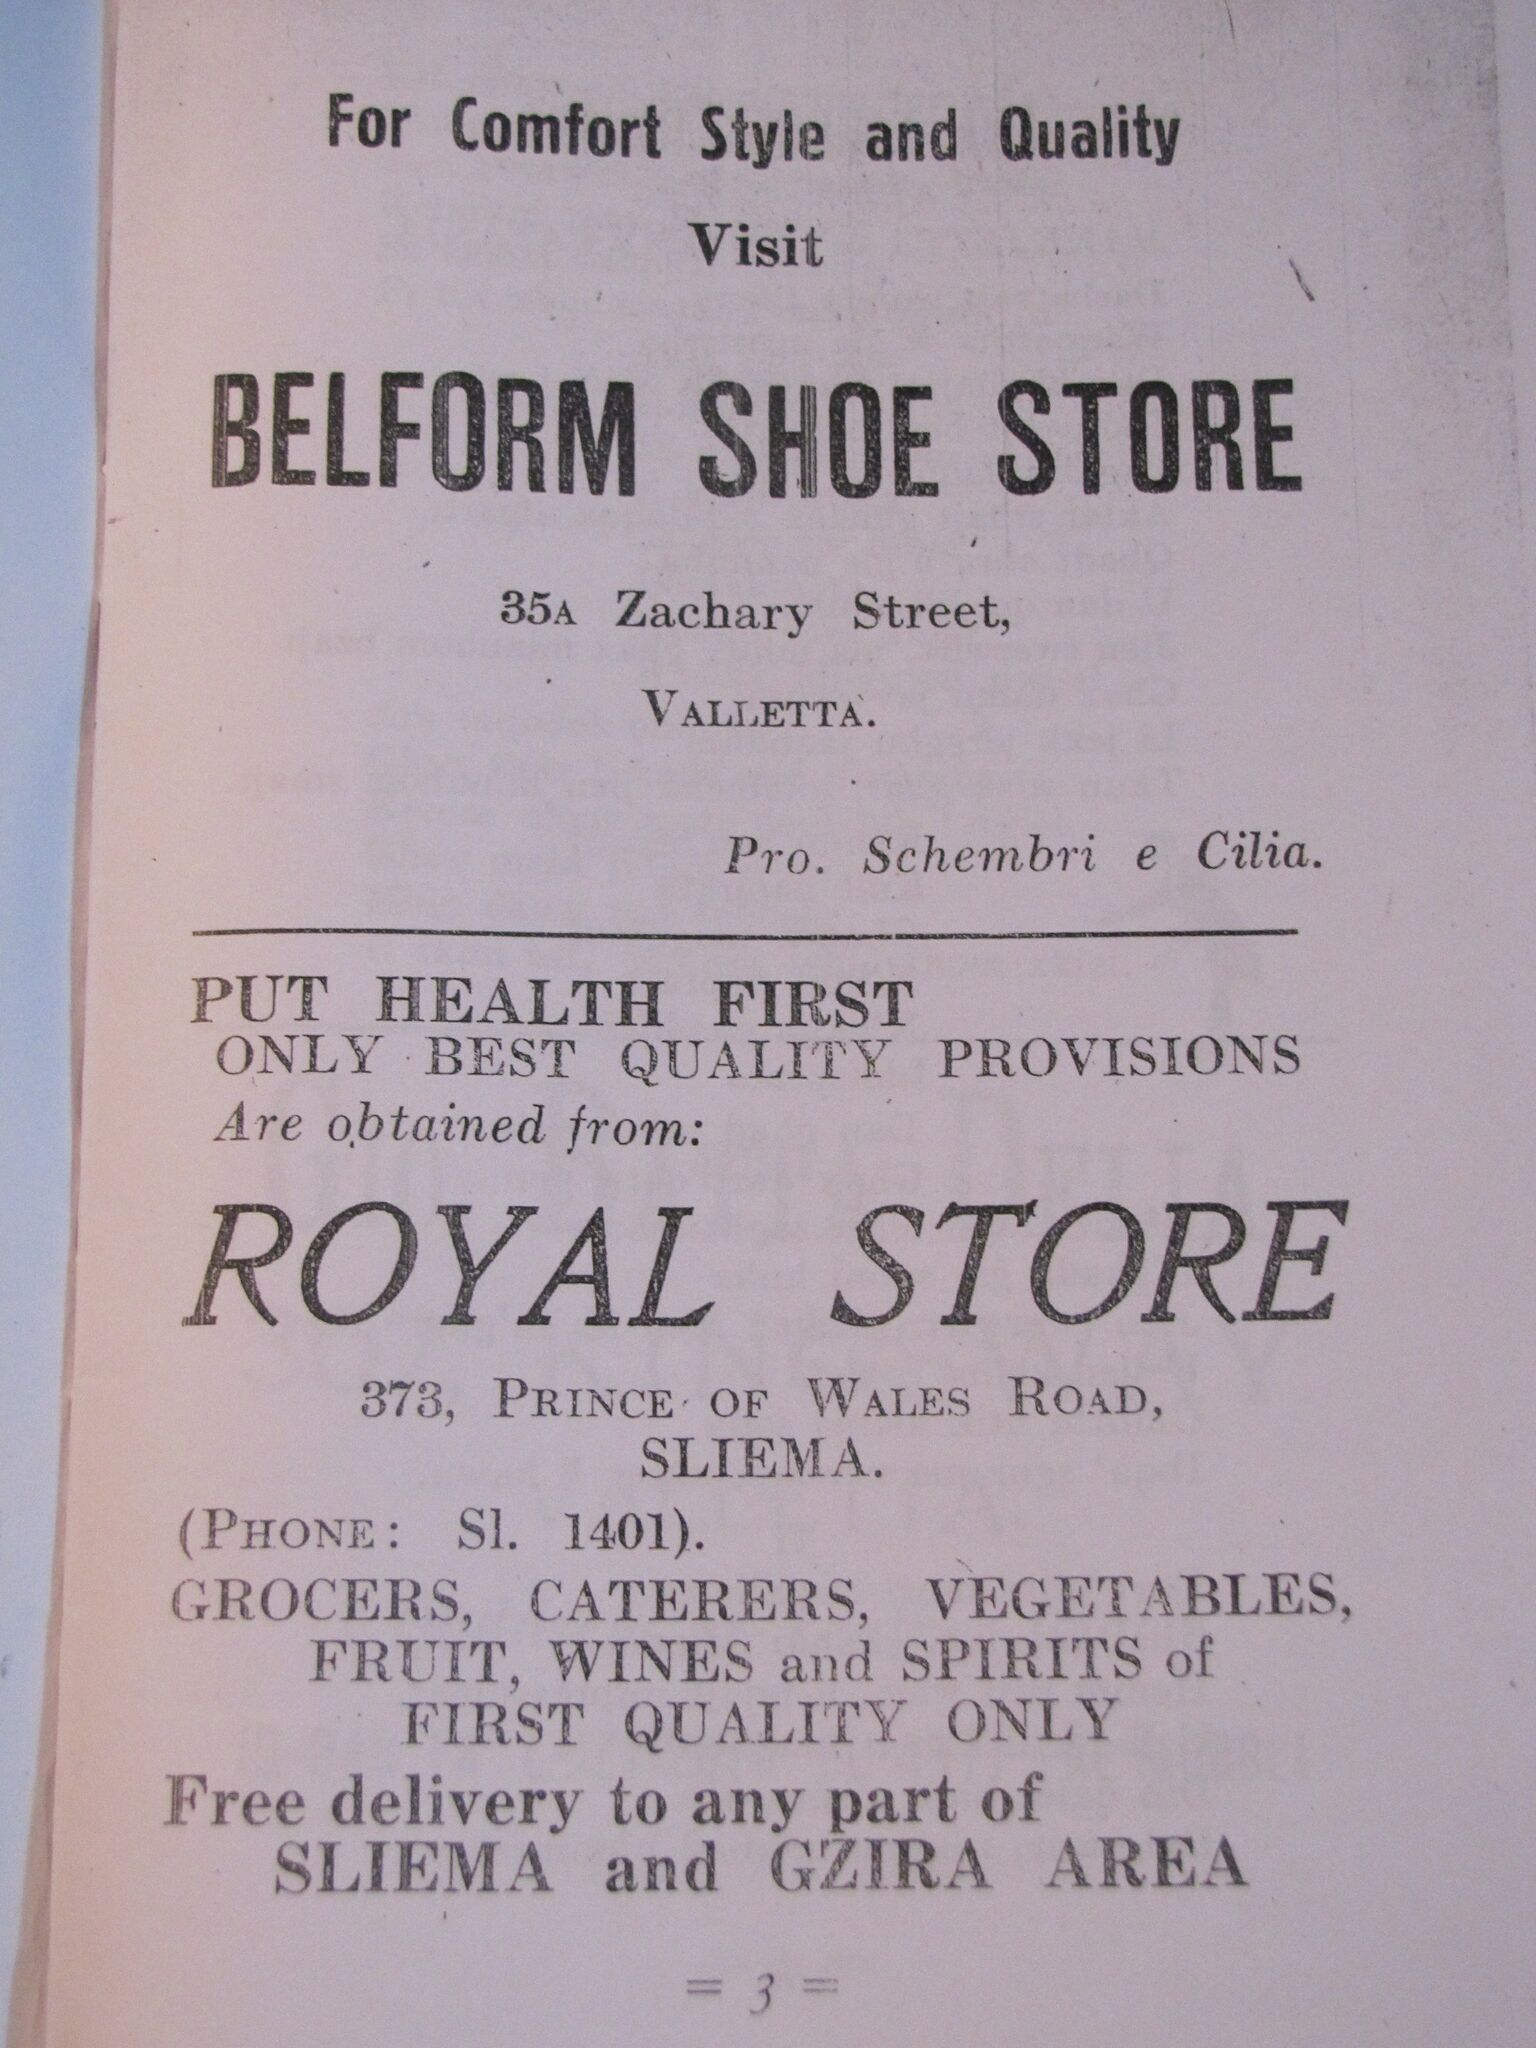 For Comfort Style and Quality
Visit
BELFORM SHOE STORE
35A Zachary Street,
VALLETTA.
Pro. Schembri e Cilia.
PUT HEALTH FIRST
ONLY BEST QUALITY PROVISIONS
Are obtained from:
ROYAL STORE
373, PRINCE OF WALES ROAD,
SLIEMA.
(PHONE: Sl. 1401).
GROCERS, CATERERS, VEGETABLES,
FRUIT, WINES and SPIRITS of
FIRST QUALITY ONLY
Free delivery to any part of
SLIEMA and GZIRA AREA
= 3 =